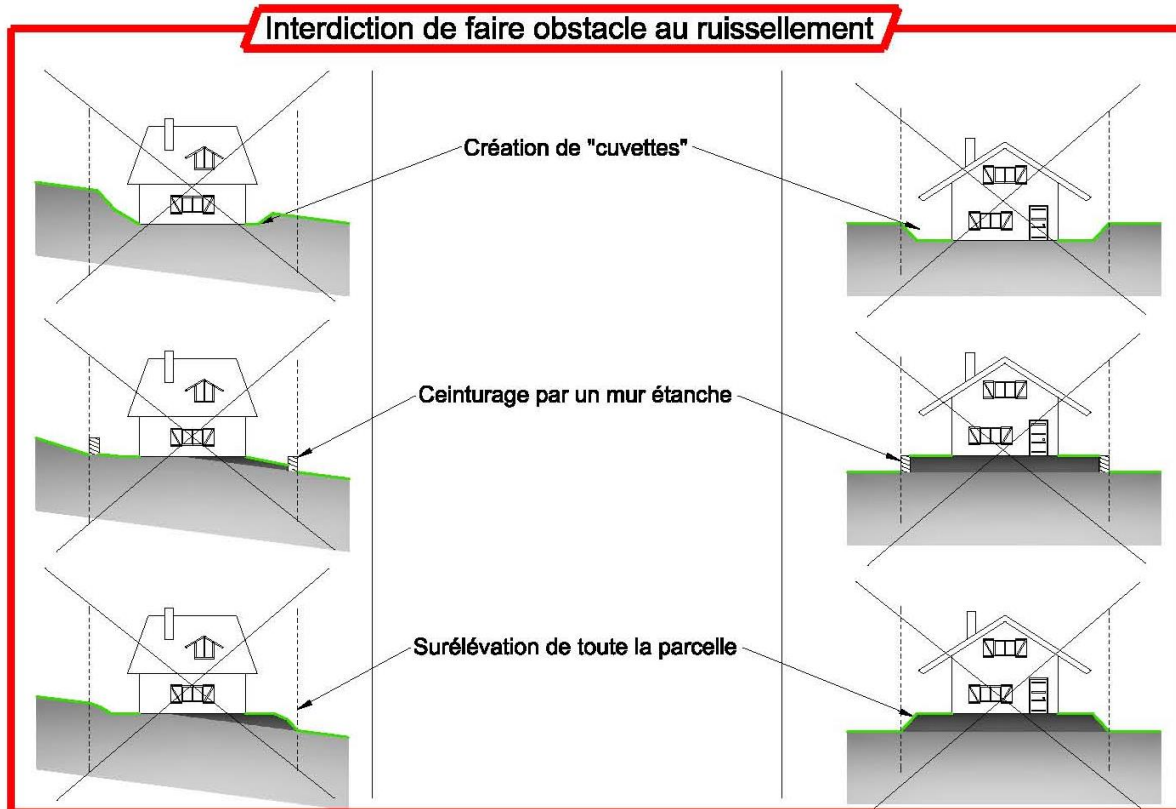 Interdiction de faire obstacle au ruissellement
Création de "cuvettes"
Ceinturage par un mur étanche
Surélévation de toute la parcelle